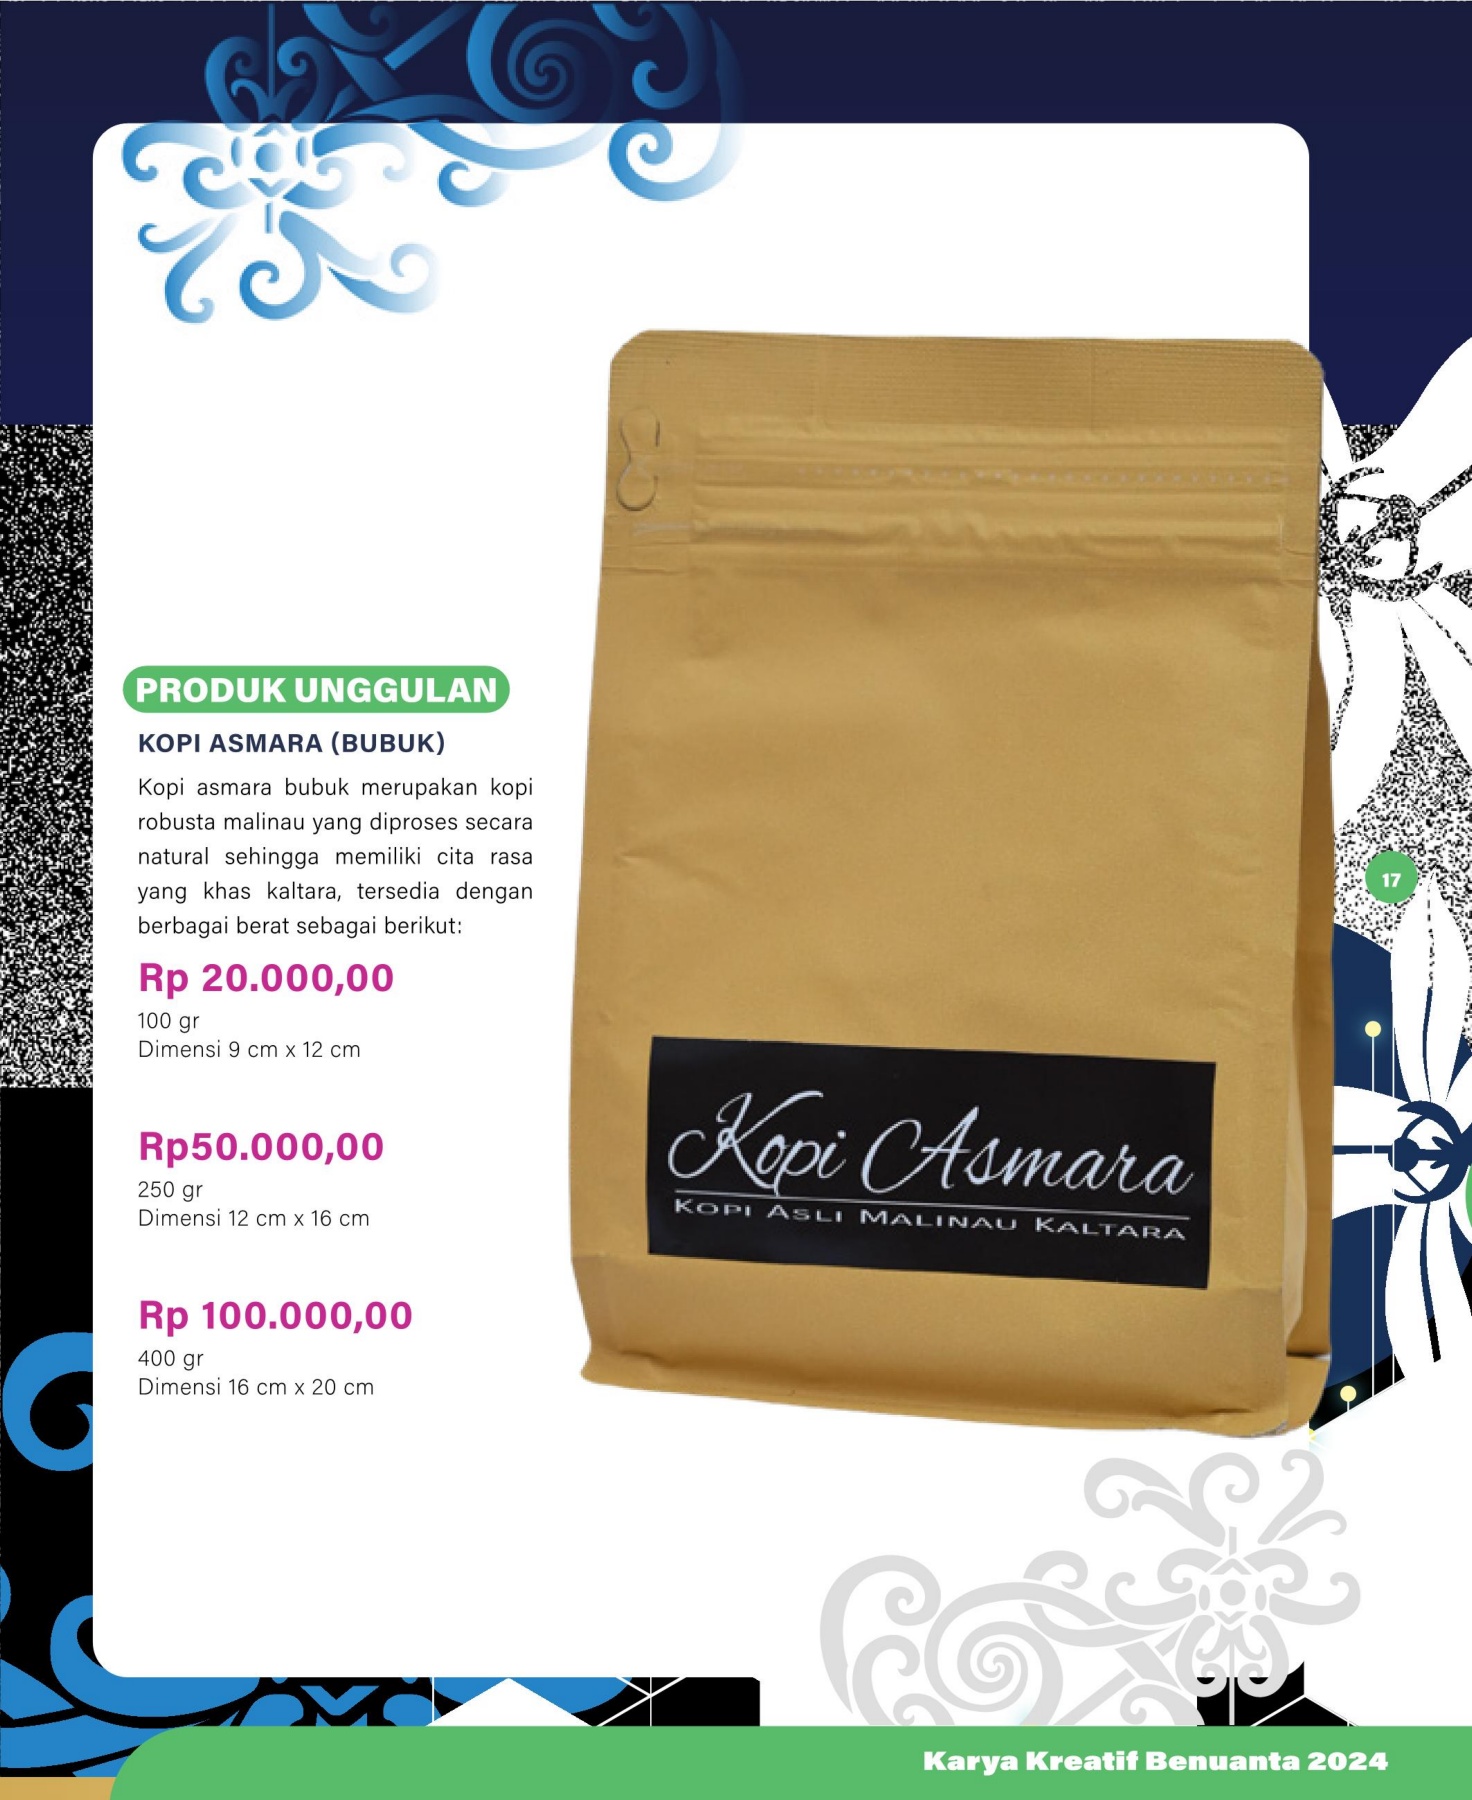 PRODUK UNGGULAN
KOPI ASMARA (BUBUK)
Kopi asmara bubuk merupakan kopi
robusta malinau yang diproses secara
natural sehingga memiliki cita rasa
yang khas kaltara, tersedia dengan
berbagai berat sebagai berikut:
Rp 20.000,00
100 gr
Dimensi 9 cm x 12 cm
Rp50.000,00
250 gr
Dimensi 12 cm x 16 cm
Rp 100.000,00
400 gr
Dimensi 16 cm x 20 cm
Kopi Asmara
KOPI ASLI MALINAU KALTARA
17
Karya Kreatif Benuanta 2024